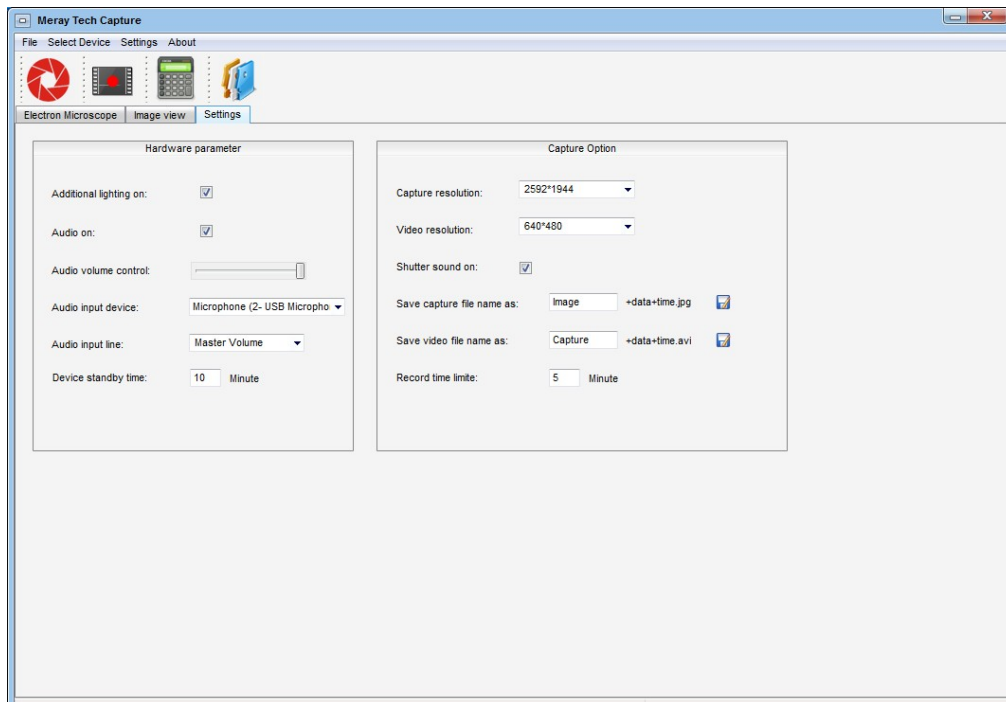 Meray Tech Capture
File Select Device Settings About
Electron Microscope Image view Settings
Hardware parameter
Additional lighting on:
Audio on:
Audio volume control:
Audio input device: Microphone (2- USB Micropho
Audio input line: Master Volume
Device standby time: 10 Minute
Capture Option
Capture resolution: 2592*1944
Video resolution: 640*480
Shutter sound on:
Save capture file name as: Image +data+time.jpg
Save video file name as: Capture +data+time.avi
Record time limite: 5 Minute